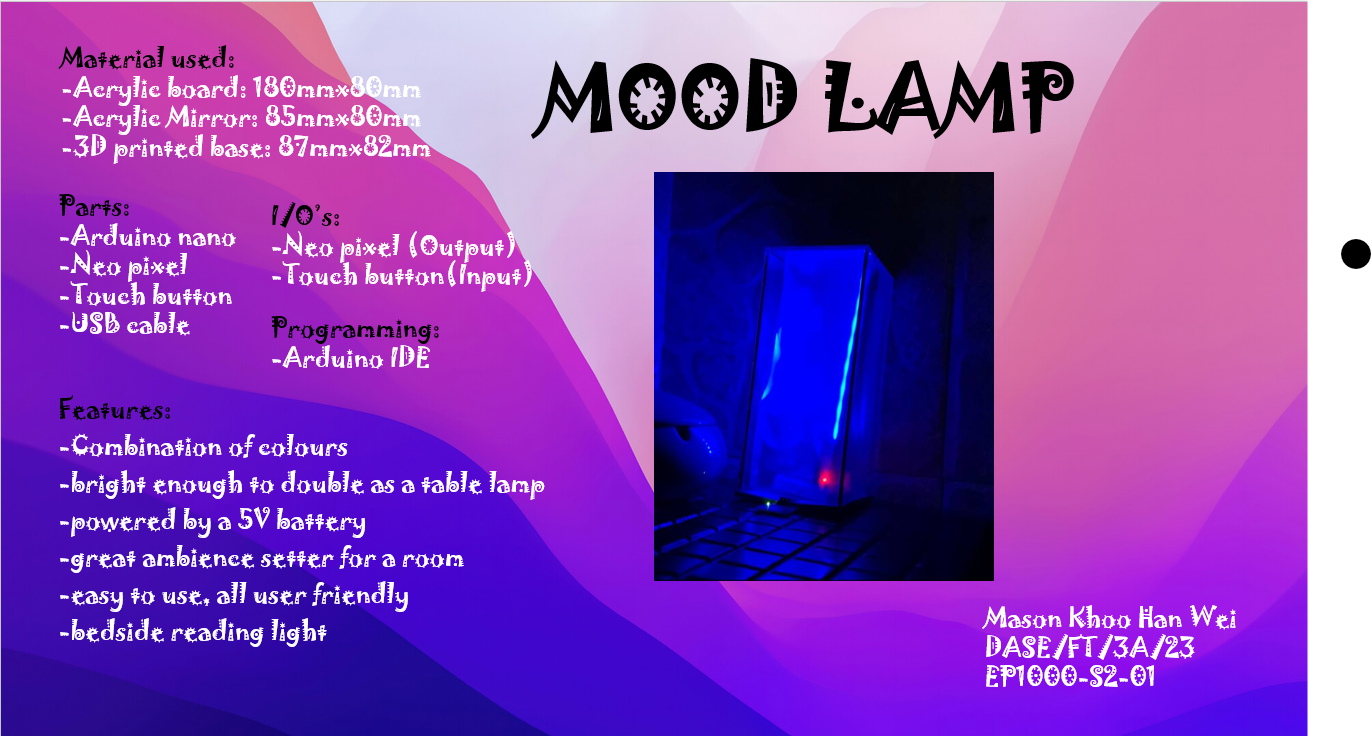 MOOD LAMP
Material used:
-Acrylic board: 180mmx80mm
-Acrylic Mirror: 85mmx80mm
-3D printed base: 87mmx82mm
Parts:
-Arduino nano
-Neo pixel
-Touch button
-USB cable
I/O's:
-Neo pixel (Output)
-Touch button(Input)
Programming:
-Arduino IDE
Features:
-Combination of colours
-bright enough to double as a table lamp
-powered by a 5V battery
-great ambience setter for a room
-easy to use, all user friendly
-bedside reading light
Mason Khoo Han Wei
DASE/FT/3A/23
EP1000-S2-01